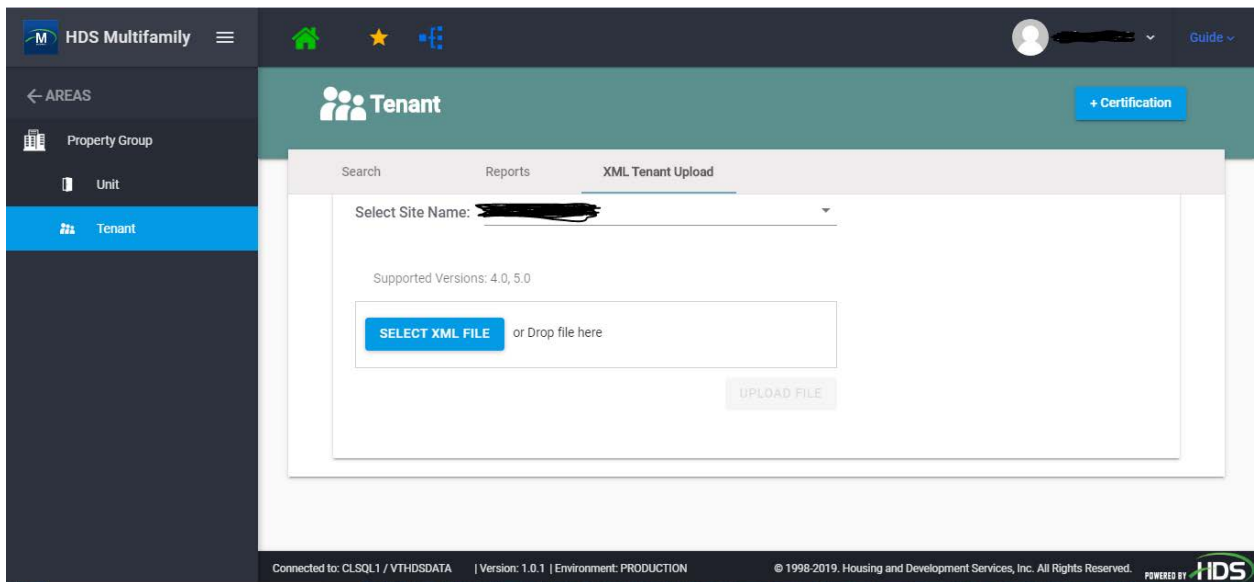 M HDS Multifamily
Guide
AREAS
Tenant
+ Certification
Property Group
Search Reports XML Tenant Upload
Unit
Select Site Name:
Tenant
Supported Versions: 4.0, 5.0
SELECT XML FILE or Drop file here
UPLOAD FILE
Connected to: CLSQL1 / VTHDSDATA | Version: 1.0.1 | Environment: PRODUCTION © 1998-2019. Housing and Development Services, Inc. All Rights Reserved. POWERED BY HDS